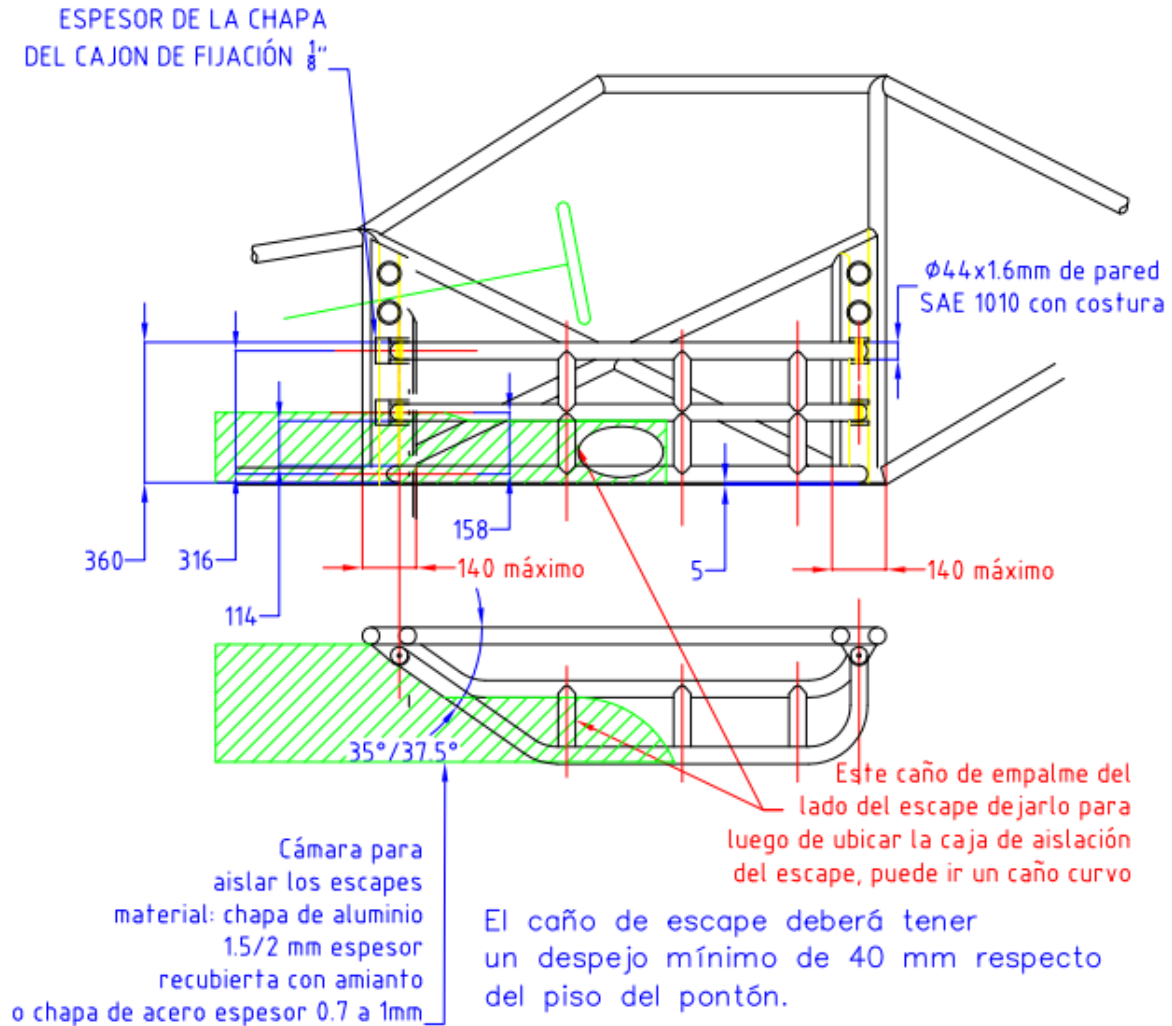 ESPESOR DE LA CHAPA
DEL CAJON DE FIJACIÓN 1/8"
Φ44x1.6mm de pared
SAE 1010 con costura
360
316
114
158
140 máximo
5
140 máximo
35°/37.5°
Este caño de empalme del
lado del escape dejarlo para
luego de ubicar la caja de aislación
del escape, puede ir un caño curvo
Cámara para
aislar los escapes
material: chapa de aluminio
1.5/2 mm espesor
recubierta con amianto
o chapa de acero espesor 0.7 a 1mm
El caño de escape deberá tener
un despejo mínimo de 40 mm respecto
del piso del pontón.